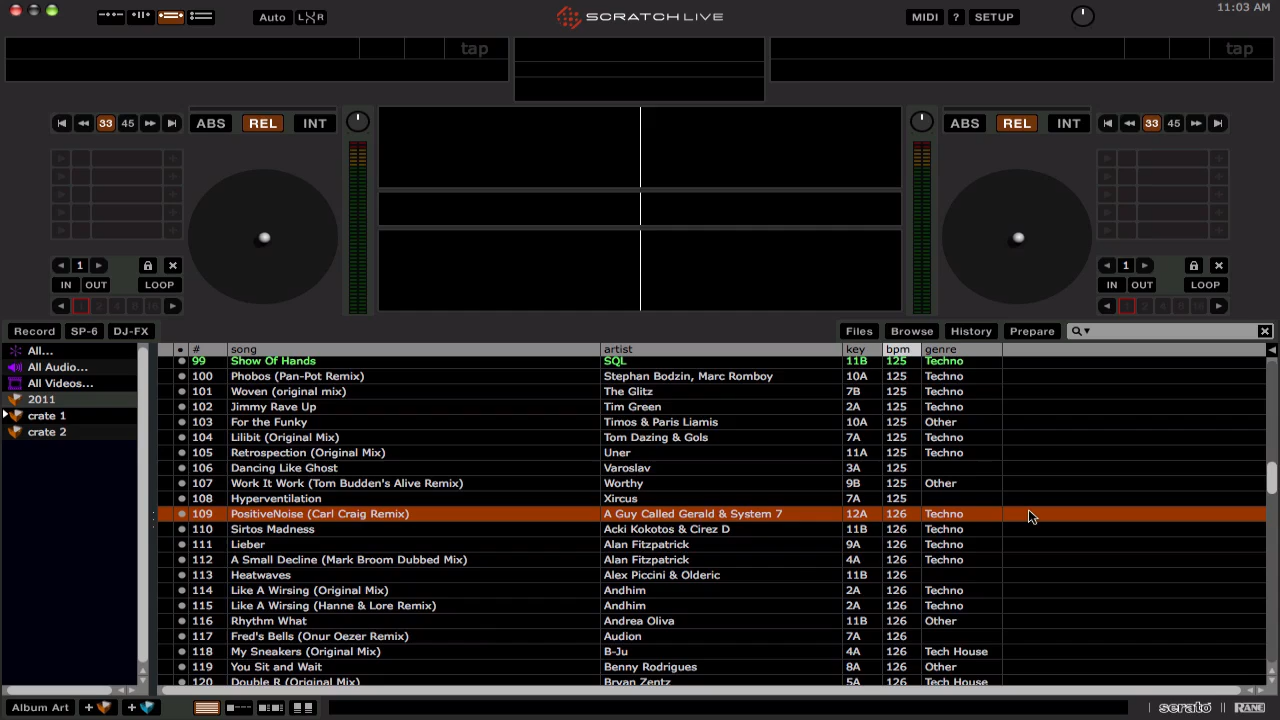 Auto LXR SCRATCH LIVE MIDI ? SETUP 11:03 AM
tap tap
33 45 ABS REL INT ABS REL INT 33 45
1 1
IN OUT LOOP IN OUT LOOP
Record SP-6 DJ-FX Files Browse History Prepare
# song artist key bpm genre
All...
All Audio...
All Videos...
2011
crate 1
crate 2
99 Show Of Hands SQL 11B 125 Techno
100 Phobos (Pan-Pot Remix) Stephan Bodzin, Marc Romboy 10A 125 Techno
101 Woven (original mix) The Glitz 7B 125 Techno
102 Jimmy Rave Up Tim Green 2A 125 Techno
103 For the Funky Timos & Paris Liamis 10A 125 Other
104 Lilibit (Original Mix) Tom Dazing & Gols 7A 125 Techno
105 Retrospection (Original Mix) Uner 11A 125 Techno
106 Dancing Like Ghost Varoslav 3A 125
107 Work It Work (Tom Budden's Alive Remix) Worthy 9B 125 Other
108 Hyperventilation Xircus 7A 125
109 PositiveNoise (Carl Craig Remix) A Guy Called Gerald & System 7 12A 126 Techno
110 Sirtos Madness Acki Kokotos & Cirez D 11B 126 Techno
111 Lieber Alan Fitzpatrick 9A 126 Techno
112 A Small Decline (Mark Broom Dubbed Mix) Alan Fitzpatrick 4A 126 Techno
113 Heatwaves Alex Piccini & Olderic 11B 126
114 Like A Wirsing (Original Mix) Andhim 2A 126 Techno
115 Like A Wirsing (Hanne & Lore Remix) Andhim 2A 126 Techno
116 Rhythm What Andrea Oliva 11B 126 Other
117 Fred's Bells (Onur Oezer Remix) Audion 7A 126
118 My Sneakers (Original Mix) B-Ju 4A 126 Tech House
119 You Sit and Wait Benny Rodrigues 8A 126 Other
120 Double R (Original Mix) Bryan Zentz 5A 126 Tech House
Album Art serato RANE